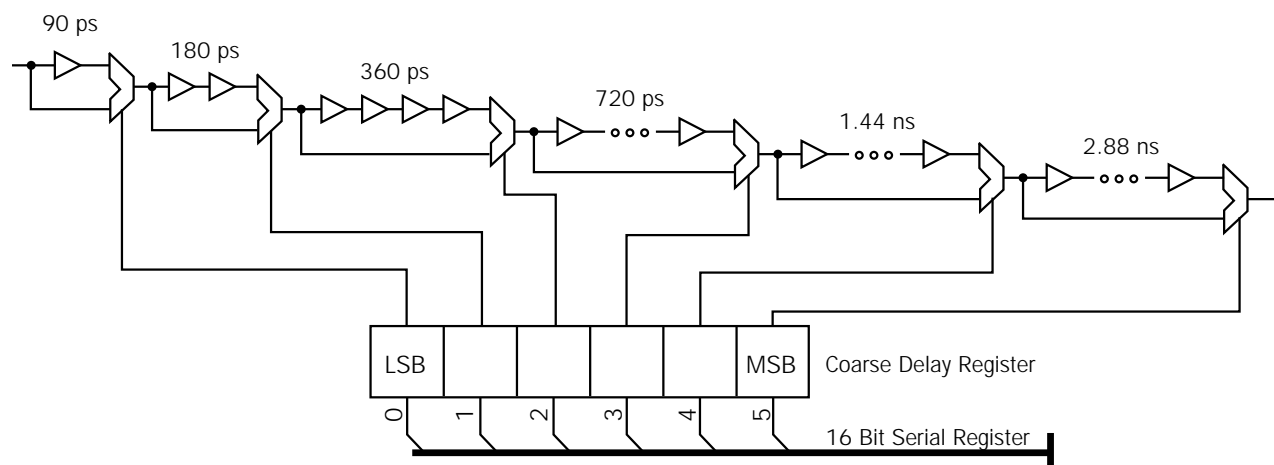 90 ps
180 ps
360 ps
720 ps
1.44 ns
2.88 ns
LSB
MSB
Coarse Delay Register
0
1
2
3
4
5
16 Bit Serial Register